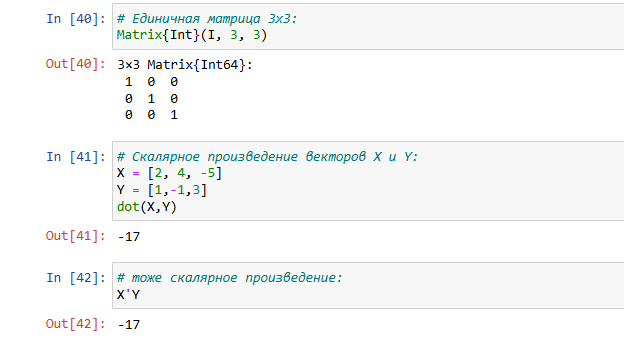 In [40]: # Единичная матрица 3x3:
Matrix{Int}(I, 3, 3)
Out[40]: 3×3 Matrix{Int64}:
1 0 0
0 1 0
0 0 1
In [41]: # Скалярное произведение векторов X и Y:
X = [2, 4, -5]
Y = [1,-1,3]
dot(X,Y)
Out[41]: -17
In [42]: # тоже скалярное произведение:
X'Y
Out[42]: -17